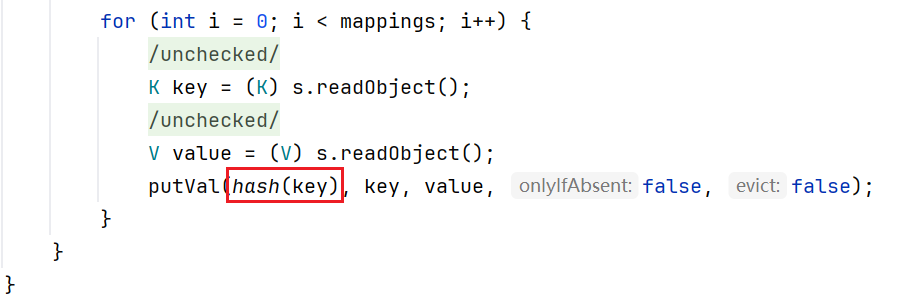 for (int i = 0; i < mappings; i++) {
/unchecked/
K key = (K) s.readObject();
/unchecked/
V value = (V) s.readObject();
putVal(hash(key), key, value, onlyIfAbsent: false, evict: false);
}
}
}